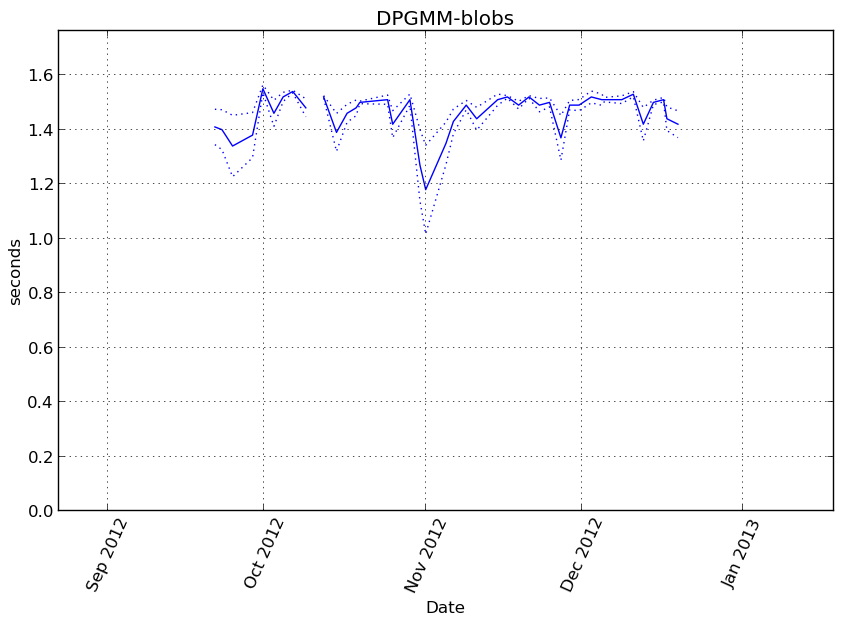 DPGMM-blobs
1.6
1.4
1.2
1.0
0.8
0.6
0.4
0.2
0.0
seconds
Sep 2012
Oct 2012
Nov 2012
Dec 2012
Jan 2013
Date